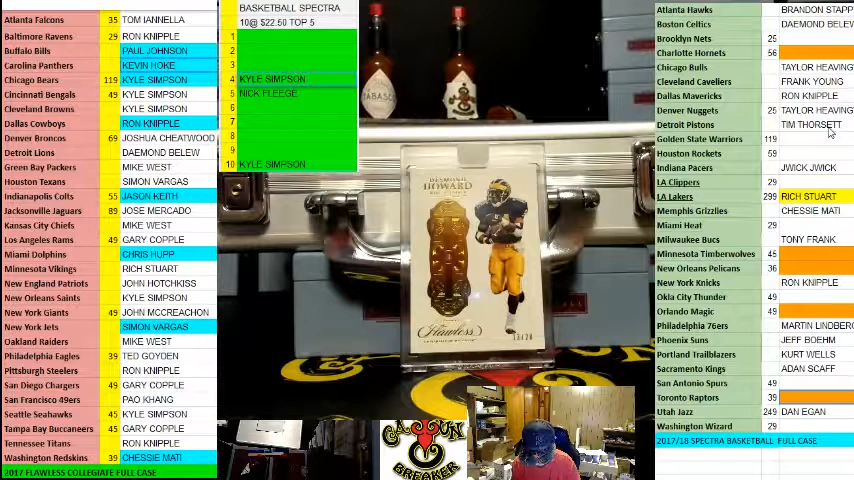 Atlanta Falcons 35 TOM IANNELLA
Baltimore Ravens 29 RON KNIPPLE
Buffalo Bills PAUL JOHNSON
Carolina Panthers KEVIN HOKE
Chicago Bears 119 KYLE SIMPSON
Cincinnati Bengals 49 KYLE SIMPSON
Cleveland Browns KYLE SIMPSON
Dallas Cowboys RON KNIPPLE
Denver Broncos 69 JOSHUA CHEATWOOD
Detroit Lions DAEMOND BELEW
Green Bay Packers MIKE WEST
Houston Texans SIMON VARGAS
Indianapolis Colts 55 JASON KEITH
Jacksonville Jaguars 89 JOSE MERCADO
Kansas City Chiefs MIKE WEST
Los Angeles Rams 49 GARY COPPLE
Miami Dolphins CHRIS HUPP
Minnesota Vikings RICH STUART
New England Patriots JOHN HOTCHKISS
New Orleans Saints KYLE SIMPSON
New York Giants 49 JOHN MCCREACHON
New York Jets SIMON VARGAS
Oakland Raiders MIKE WEST
Philadelphia Eagles 39 TED GOYDEN
Pittsburgh Steelers RON KNIPPLE
San Diego Chargers 49 GARY COPPLE
San Francisco 49ers PAO KHANG
Seattle Seahawks 45 KYLE SIMPSON
Tampa Bay Buccaneers 45 GARY COPPLE
Tennessee Titans RON KNIPPLE
Washington Redskins 39 CHESSIE MATI
2017 FLAWLESS COLLEGIATE FULL CASE
BASKETBALL SPECTRA
10@ $22.50 TOP 5
1
2
3
4 KYLE SIMPSON
5 NICK FLEEGE
6
7
8
9
10 KYLE SIMPSON
TABASCO
DESMOND
HOWARD
Flawless
CAJUN
BREAKER
Atlanta Hawks BRANDON STAPP
Boston Celtics DAEMOND BELEW
Brooklyn Nets 25
Charlotte Hornets 56
Chicago Bulls TAYLOR HEAVING
Cleveland Caveliers FRANK YOUNG
Dallas Mavericks RON KNIPPLE
Denver Nuggets 25 TAYLOR HEAVING
Detroit Pistons TIM THORSETT
Golden State Warriors 119
Houston Rockets 59
Indiana Pacers JWICK JWICK
LA Clippers 29
LA Lakers 299 RICH STUART
Memphis Grizzlies CHESSIE MATI
Miami Heat 29
Milwaukee Bucs TONY FRANK
Minnesota Timberwolves 45
New Orleans Pelicans 36
New York Knicks RON KNIPPLE
Okla City Thunder 49
Orlando Magic 49
Philadelphia 76ers MARTIN LINDBERG
Phoenix Suns JEFF BOEHM
Portland Trailblazers KURT WELLS
Sacramento Kings ADAN SCAFF
San Antonio Spurs 49
Toronto Raptors 39
Utah Jazz 249 DAN EGAN
Washington Wizard 29
2017/18 SPECTRA BASKETBALL FULL CASE